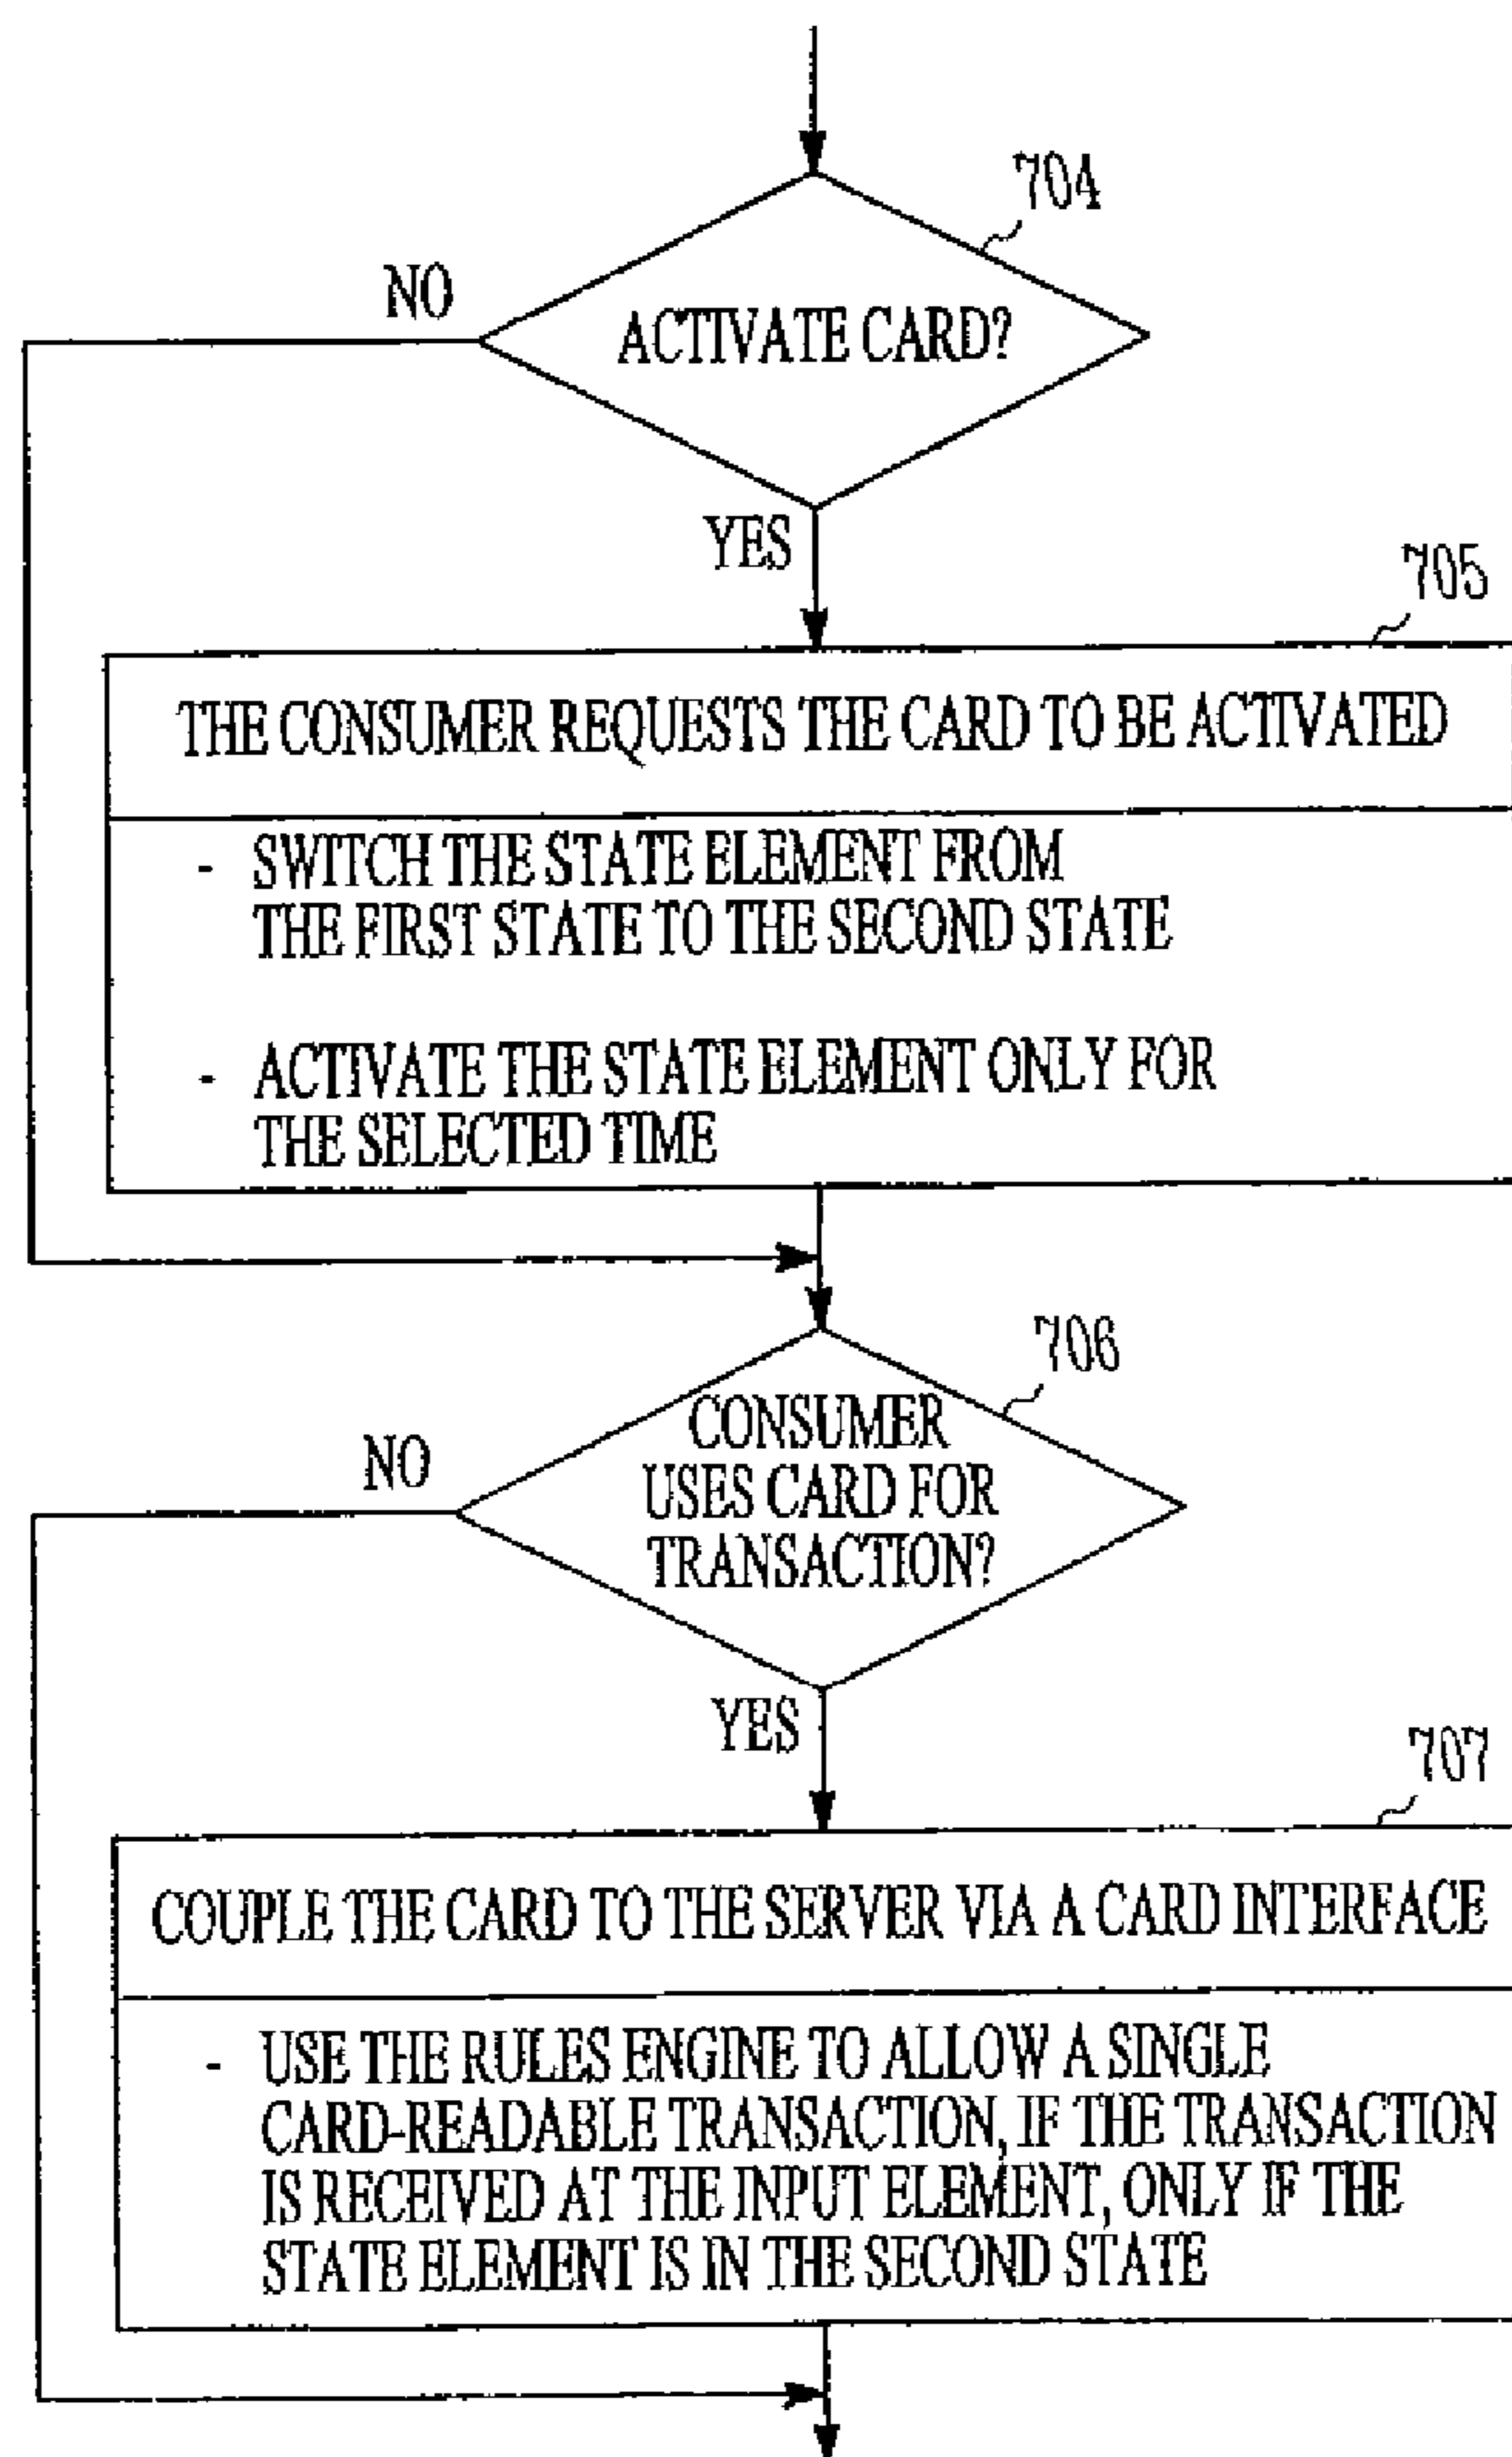 704
NO
ACTIVATE CARD?
YES
705
THE CONSUMER REQUESTS THE CARD TO BE ACTIVATED
- SWITCH THE STATE ELEMENT FROM
THE FIRST STATE TO THE SECOND STATE
- ACTIVATE THE STATE ELEMENT ONLY FOR
THE SELECTED TIME
706
NO
CONSUMER
USES CARD FOR
TRANSACTION?
YES
707
COUPLE THE CARD TO THE SERVER VIA A CARD INTERFACE
- USE THE RULES ENGINE TO ALLOW A SINGLE
CARD-READABLE TRANSACTION, IF THE TRANSACTION
IS RECEIVED AT THE INPUT ELEMENT, ONLY IF THE
STATE ELEMENT IS IN THE SECOND STATE